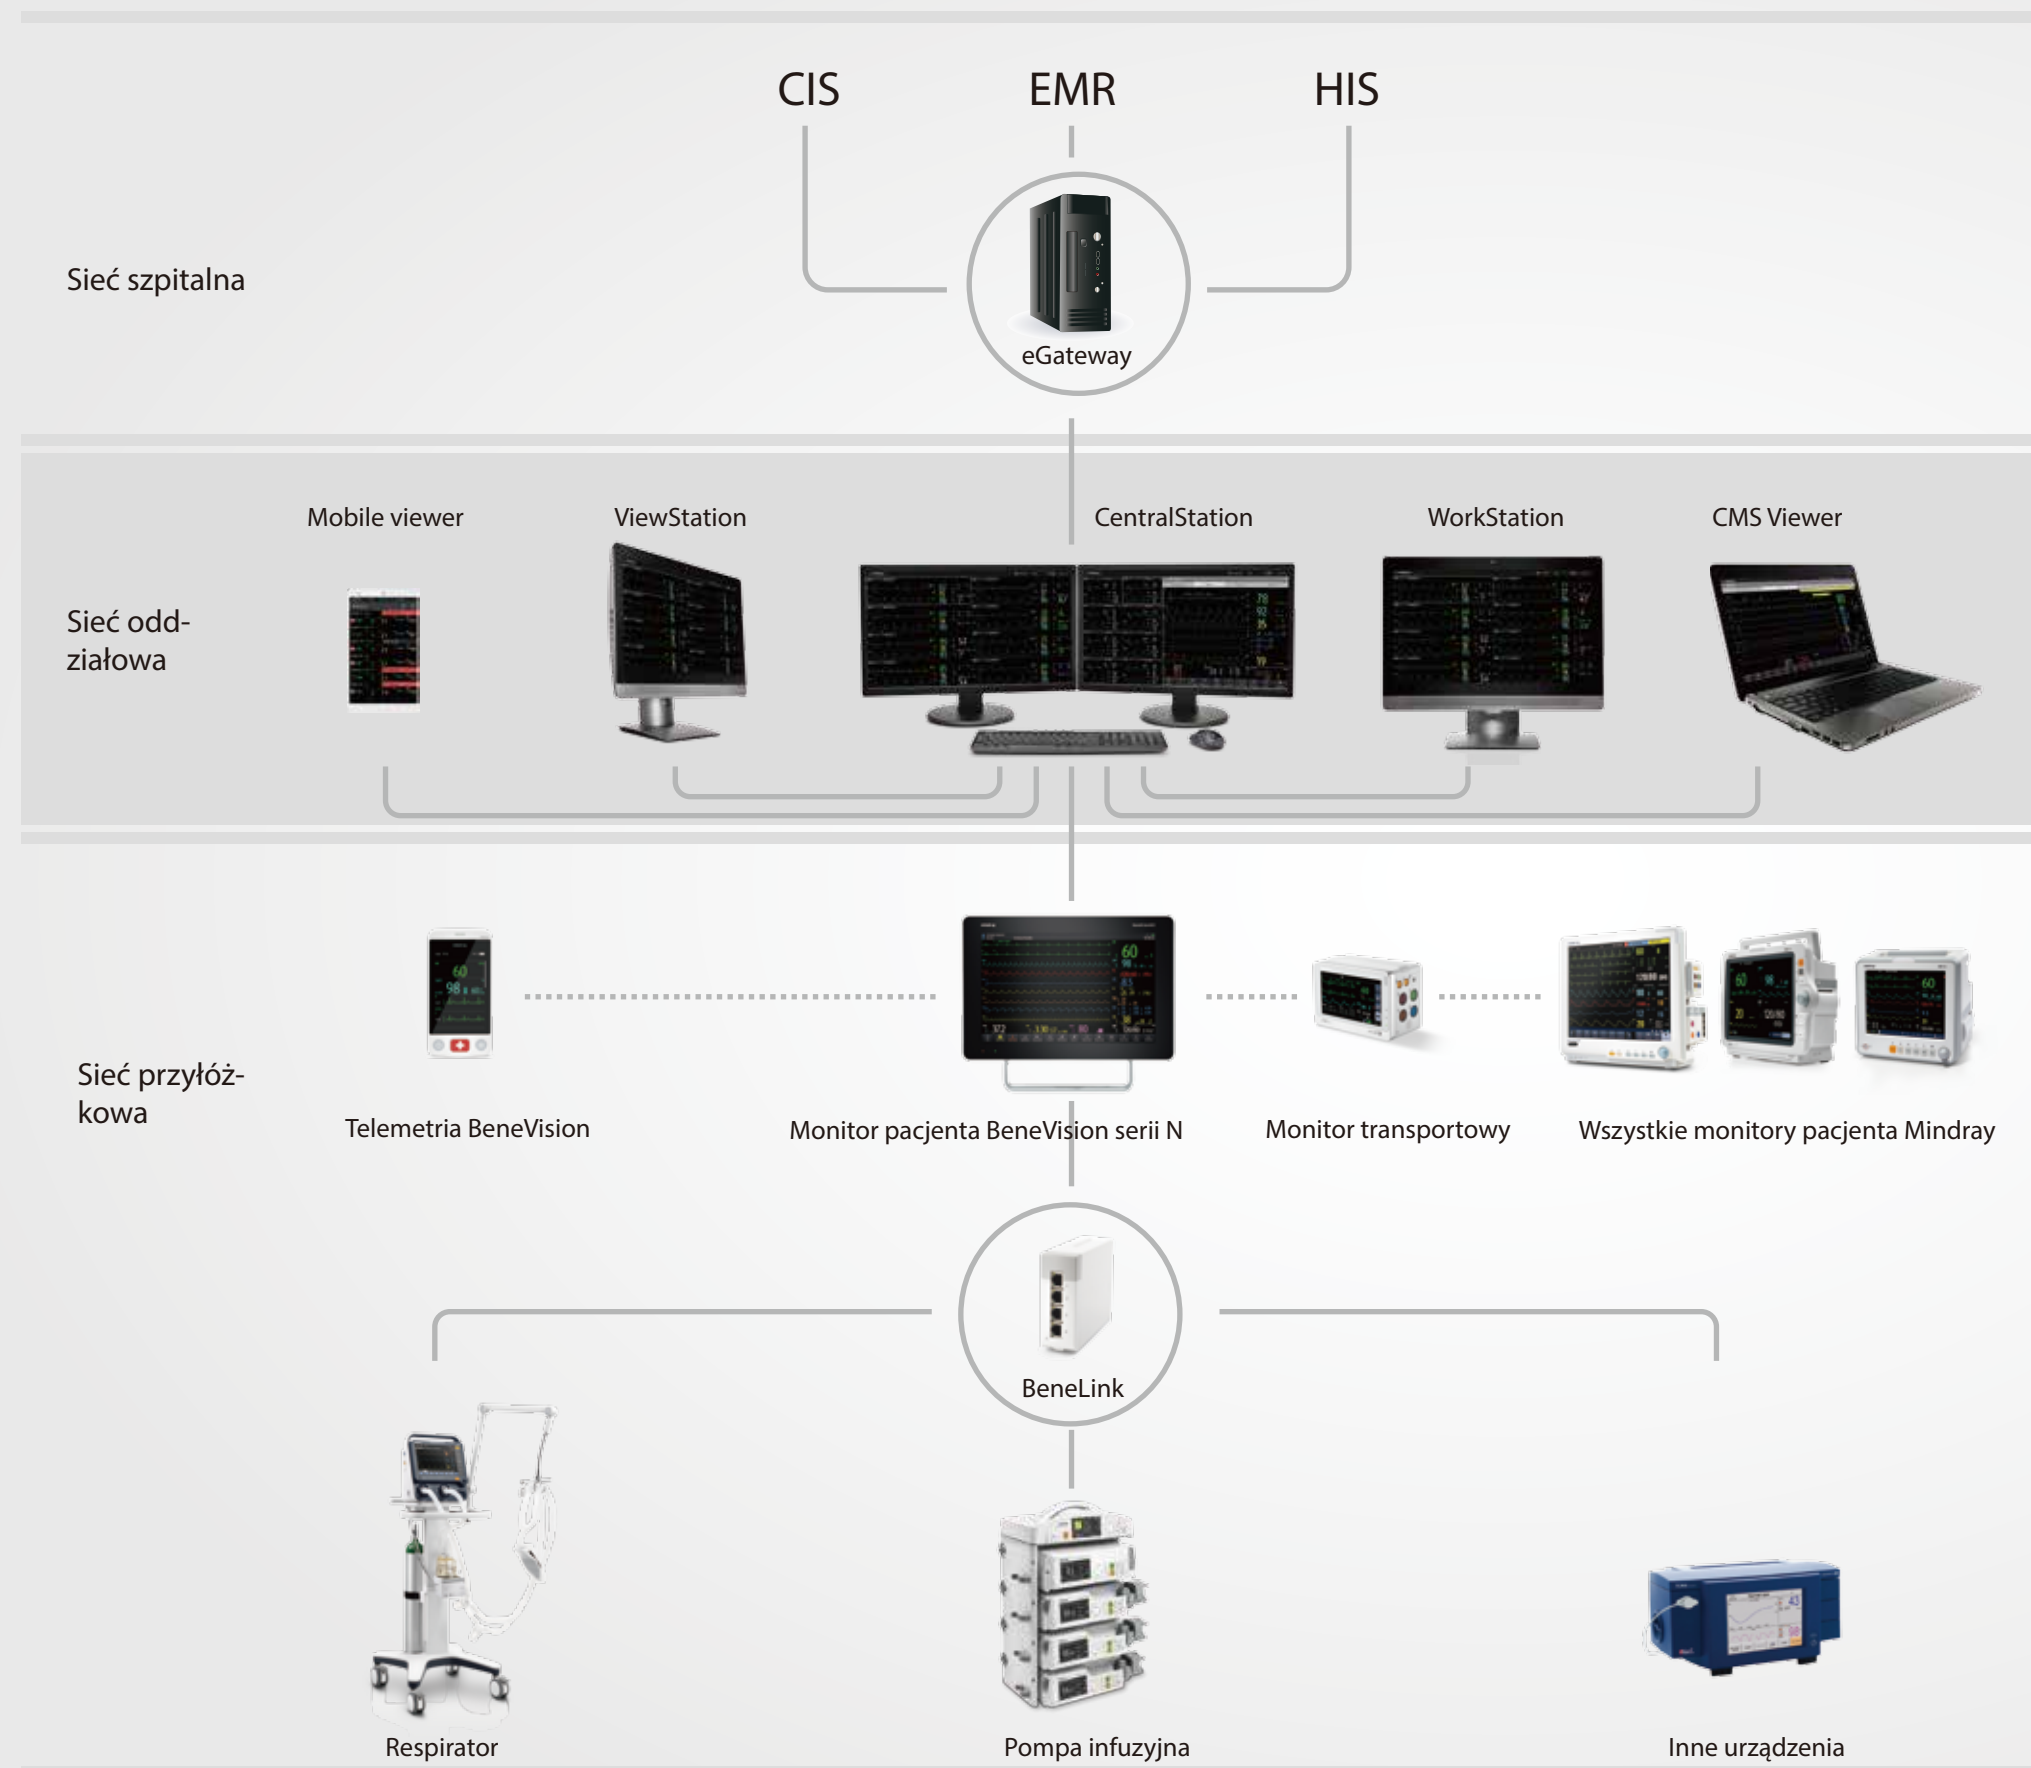 CIS
EMR
HIS
Sieć szpitalna
eGateway
Mobile viewer
ViewStation
CentralStation
WorkStation
CMS Viewer
Sieć odd-
ziałowa
Sieć przyłóż-
kowa
Telemetria BeneVision
Monitor pacjenta BeneVision serii N
Monitor transportowy
Wszystkie monitory pacjenta Mindray
BeneLink
Respirator
Pompa infuzyjna
Inne urządzenia